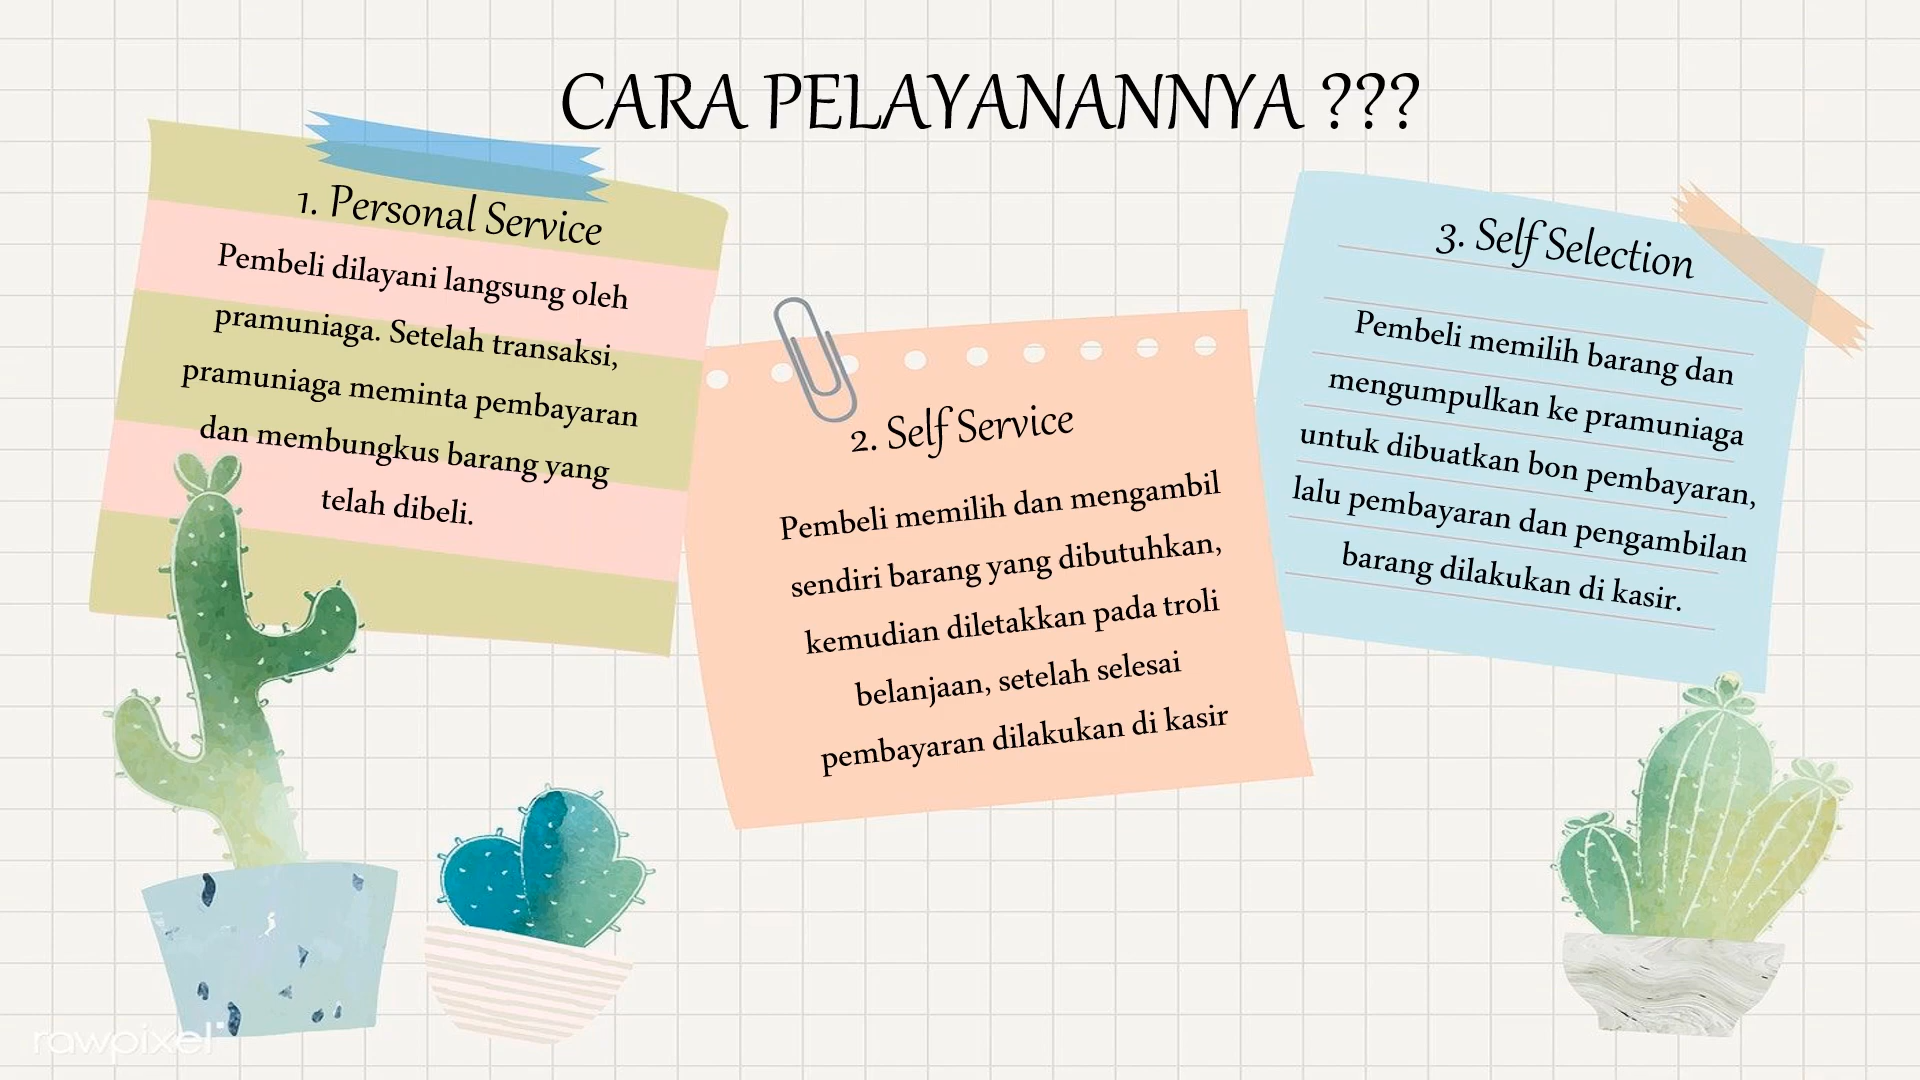 CARA PELAYANANNYA ???
1. Personal Service
Pembeli dilayani langsung oleh
pramuniaga. Setelah transaksi,
pramuniaga meminta pembayaran
dan membungkus barang yang
telah dibeli.
2. Self Service
Pembeli memilih dan mengambil
sendiri barang yang dibutuhkan,
kemudian diletakkan pada troli
belanjaan, setelah selesai
pembayaran dilakukan di kasir
3. Self Selection
Pembeli memilih barang dan
mengumpulkan ke pramuniaga
untuk dibuatkan bon pembayaran,
lalu pembayaran dan pengambilan
barang dilakukan di kasir.
rawpixel